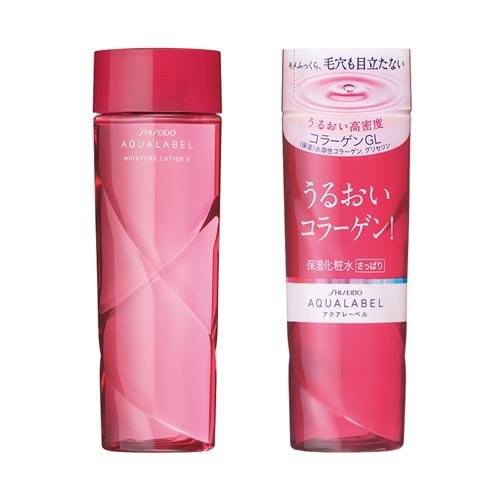 SHISEIDO
AQUALABEL
MOISTURE LOTION S
キメふっくら、毛穴も目立たない
うるおい高密度
コラーゲンGL
(保湿)水溶性コラーゲン、グリセリン
うるおい
コラーゲン!
保湿化粧水 さっぱり
SHISEIDO
AQUALABEL
アクアレーベル